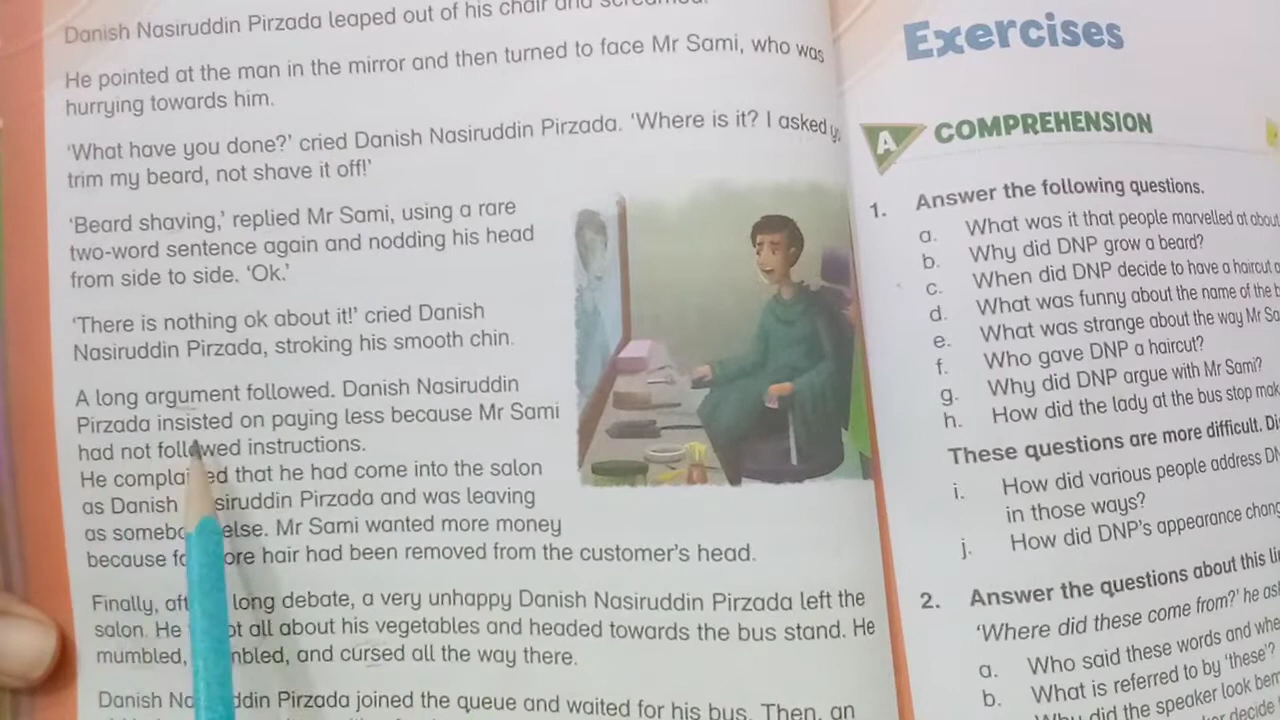 Danish Nasiruddin Pirzada leaped out of his chair and screamed.
He pointed at the man in the mirror and then turned to face Mr Sami, who was
hurrying towards him.
'What have you done?' cried Danish Nasiruddin Pirzada. 'Where is it? I asked
trim my beard, not shave it off!'
'Beard shaving,' replied Mr Sami, using a rare
two-word sentence again and nodding his head
from side to side. 'Ok.'
'There is nothing ok about it!' cried Danish
Nasiruddin Pirzada, stroking his smooth chin.
A long argument followed. Danish Nasiruddin
Pirzada insisted on paying less because Mr Sami
had not followed instructions.
He complained that he had come into the salon
as Danish Nasiruddin Pirzada and was leaving
as somebody else. Mr Sami wanted more money
because hair had been removed from the customer's head.
Finally, long debate, a very unhappy Danish Nasiruddin Pirzada left the
salon. He all about his vegetables and headed towards the bus stand. He
mumbled, and cursed all the way there.
Danish Nasiruddin Pirzada joined the queue and waited for his bus. Then, an
Exercises
A COMPREHENSION
1. Answer the following questions.
a. What was it that people marvelled at about
b. Why did DNP grow a beard?
c. When did DNP decide to have a haircut
d. What was funny about the name of the
e. What was strange about the way Mr
f. Who gave DNP a haircut?
g. Why did DNP argue with Mr Sami?
h. How did the lady at the bus stop
These questions are more difficult.
i. How did various people address
in those ways?
j. How did DNP's appearance
2. Answer the questions about this
'Where did these come from?' he
a. Who said these words and
b. What is referred to by 'these'?
did the speaker look
decide